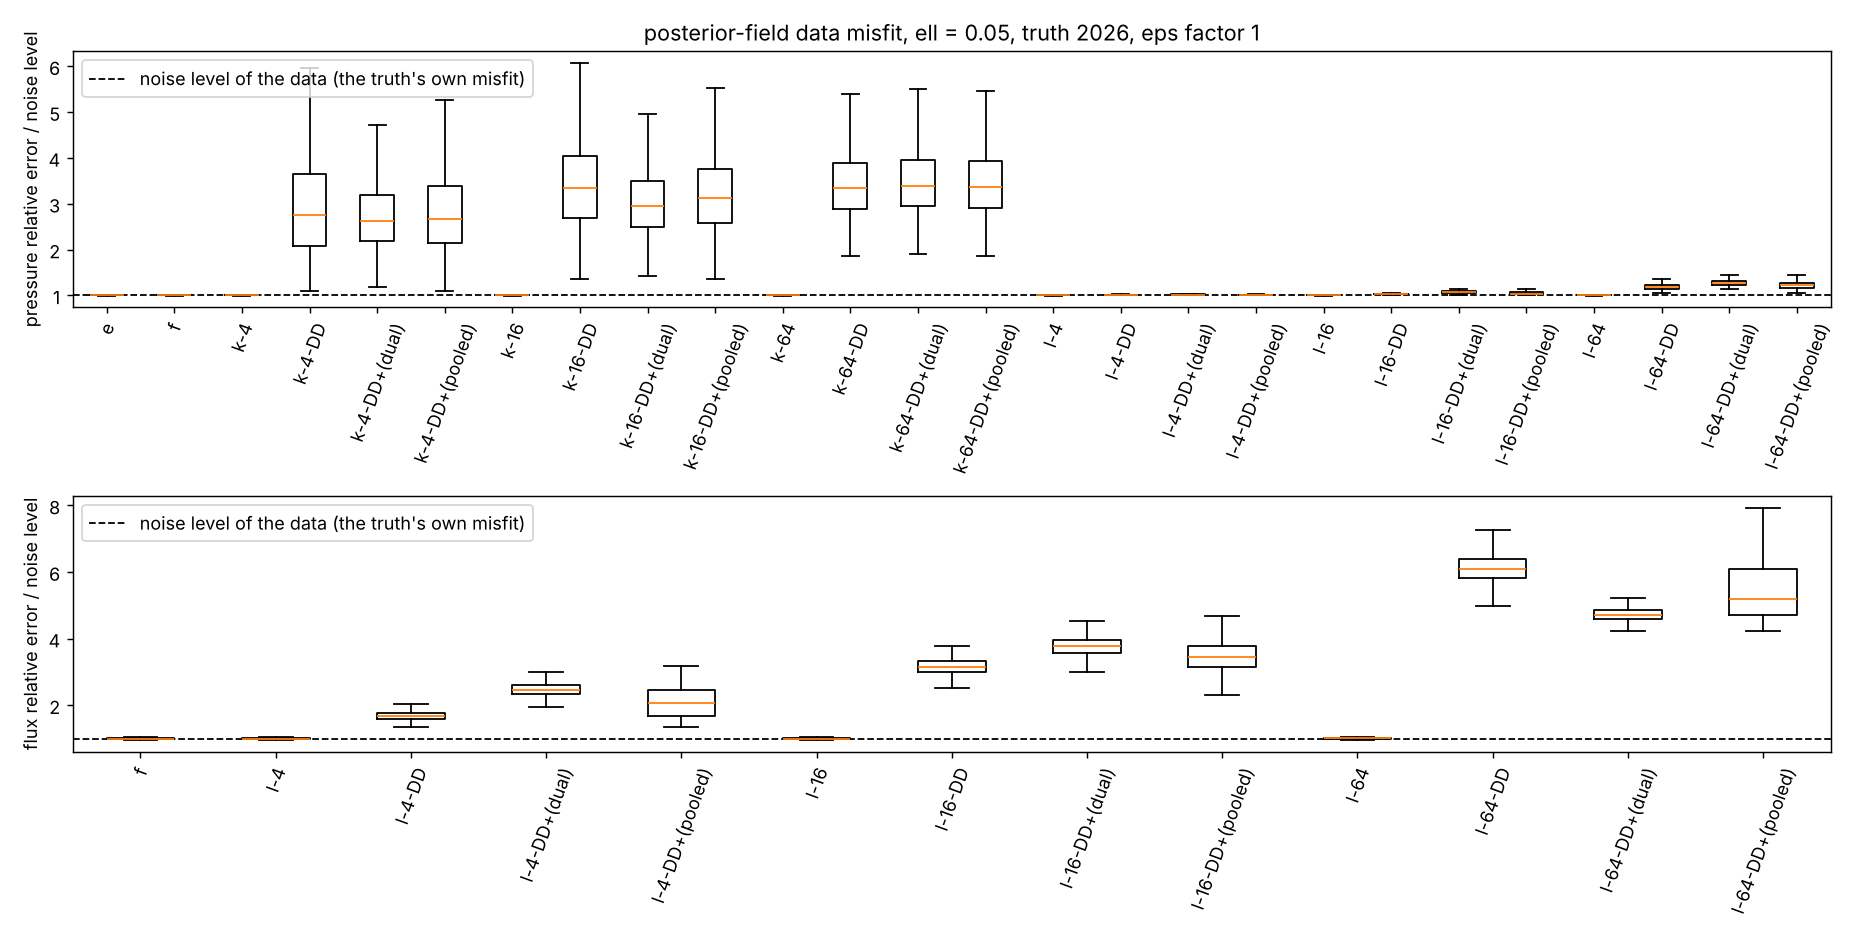 posterior-field data misfit, ell = 0.05, truth 2026, eps factor 1
pressure relative error / noise level
6
5
4
3
2
1
noise level of the data (the truth's own misfit)
e
f
k-4
k-4-DD
k-4-DD+(dual)
k-4-DD+(pooled)
k-16
k-16-DD
k-16-DD+(dual)
k-16-DD+(pooled)
k-64
k-64-DD
k-64-DD+(dual)
k-64-DD+(pooled)
l-4
l-4-DD
l-4-DD+(dual)
l-4-DD+(pooled)
l-16
l-16-DD
l-16-DD+(dual)
l-16-DD+(pooled)
l-64
l-64-DD
l-64-DD+(dual)
l-64-DD+(pooled)
flux relative error / noise level
8
6
4
2
noise level of the data (the truth's own misfit)
f
l-4
l-4-DD
l-4-DD+(dual)
l-4-DD+(pooled)
l-16
l-16-DD
l-16-DD+(dual)
l-16-DD+(pooled)
l-64
l-64-DD
l-64-DD+(dual)
l-64-DD+(pooled)